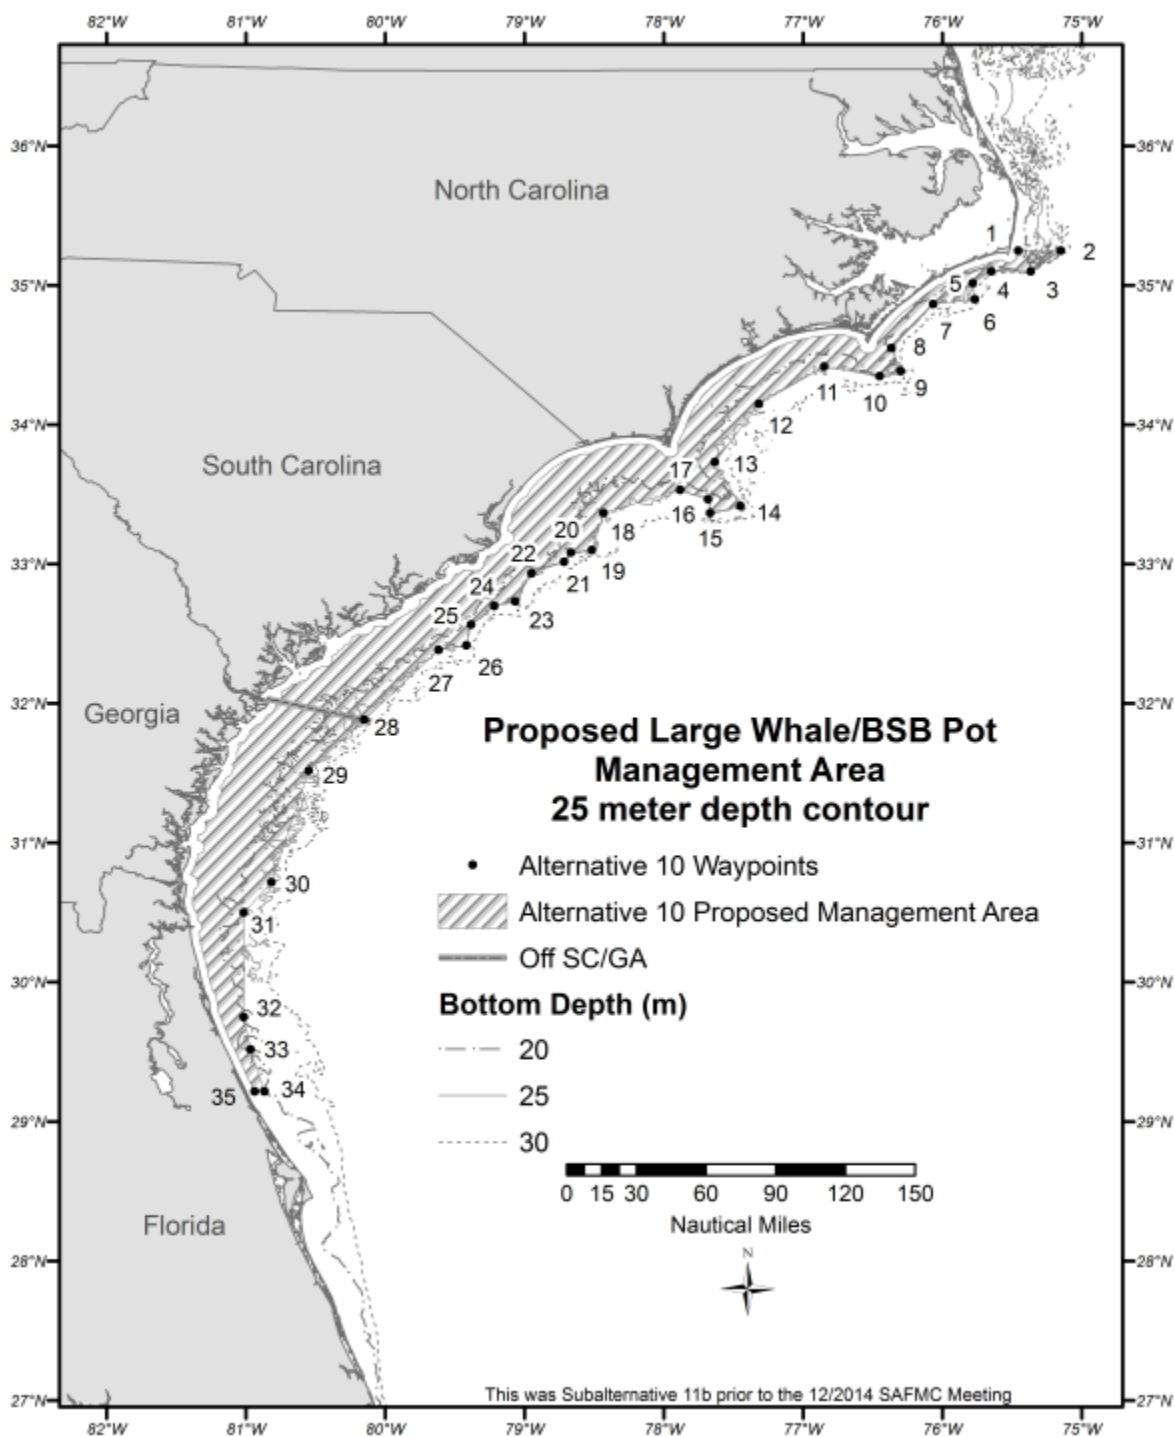 82°W 81°W 80°W 79°W 78°W 77°W 76°W 75°W
36°N 36°N
North Carolina
1
2
35°N 35°N
5 4 3
7 6
8
9
10
11
12
34°N 34°N
South Carolina
17 13
16 14
15
20 18
33°N 33°N
22 21 19
24
23
25
26
27
32°N 32°N
Georgia
28
Proposed Large Whale/BSB Pot
Management Area
25 meter depth contour
29
31°N 31°N
Alternative 10 Waypoints
30
Alternative 10 Proposed Management Area
31
Off SC/GA
30°N 30°N
Bottom Depth (m)
32
20
33
25
34
35
29°N 29°N
30
0 15 30 60 90 120 150
Nautical Miles
Florida
N
28°N 28°N
This was Subalternative 11b prior to the 12/2014 SAFMC Meeting
27°N 27°N
82°W 81°W 80°W 79°W 78°W 77°W 76°W 75°W